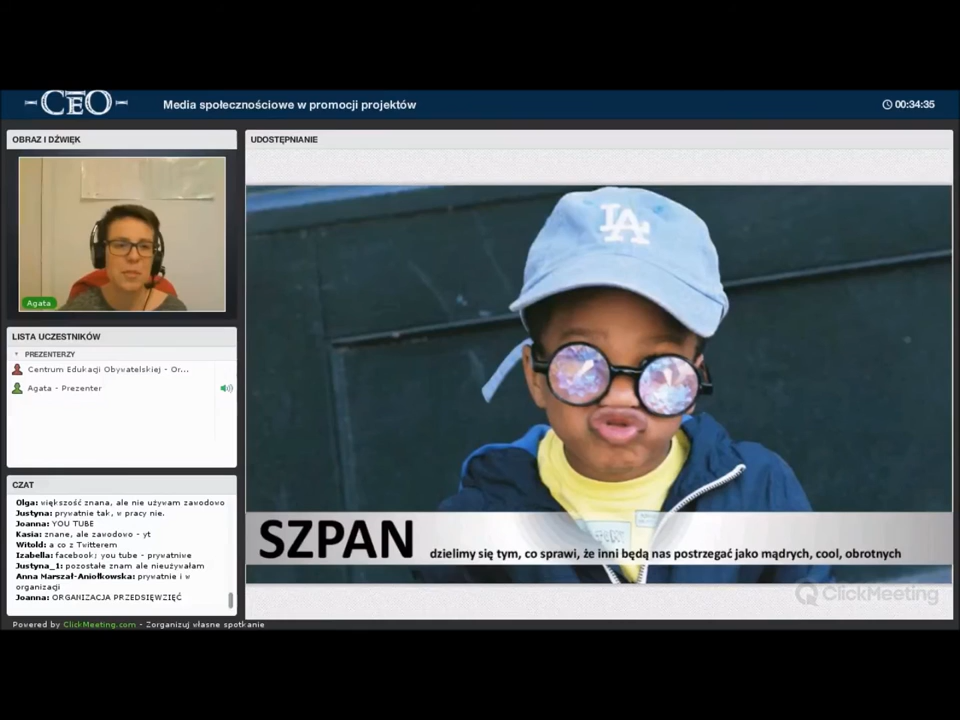 CEO
Media społecznościowe w promocji projektów
00:34:35
OBRAZ I DŹWIĘK
Agata
LISTA UCZESTNIKÓW
PREZENTERZY
Centrum Edukacji Obywatelskiej - Or...
Agata - Prezenter
CZAT
Olga: większość znana, ale nie używam zawodowo
Justyna: prywatnie tak, w pracy nie.
Joanna: YOU TUBE
Kasia: znane, ale zawodowo - yt
Witold: a co z Twitterem
Izabella: facebook; you tube - prywatniwe
Justyna_1: pozostałe znam ale nieużywałam
Anna Marszał-Aniołkowska: prywatnie i w
organizacji
Joanna: ORGANIZACJA PRZEDSIĘWZIĘĆ
UDOSTĘPNIANIE
LA
SZPAN
dzielimy się tym, co sprawi, że inni będą nas postrzegać jako mądrych, cool, obrotnych
ClickMeeting
Powered by ClickMeeting.com - Zorganizuj własne spotkanie